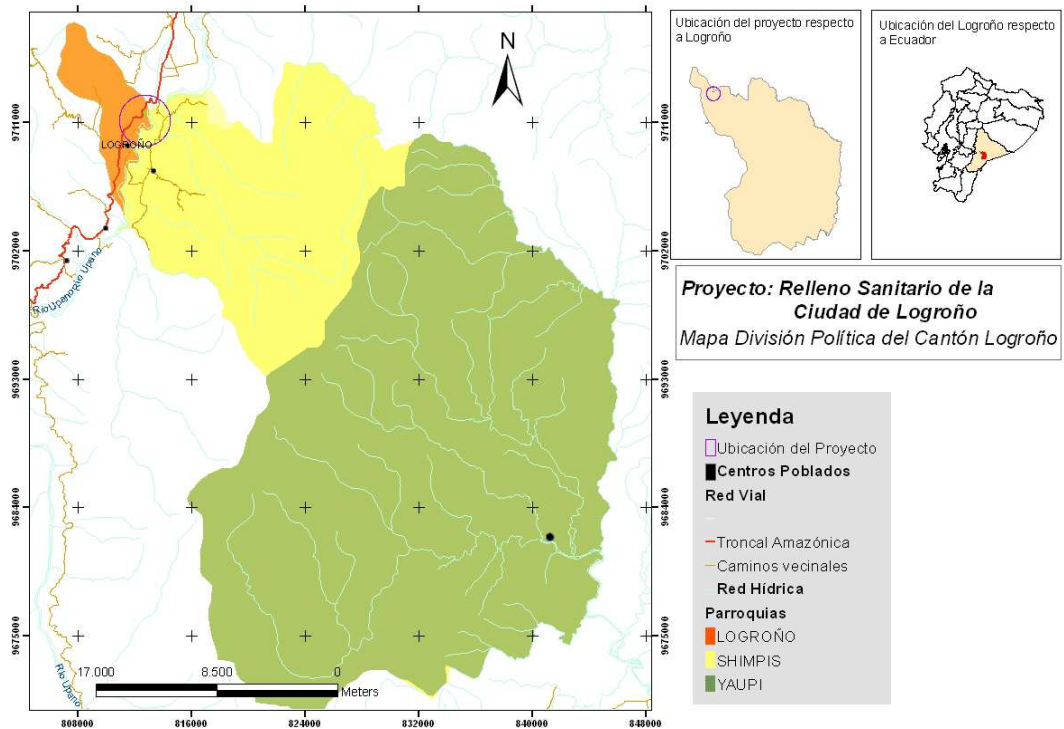 N
LOGROÑO
Río Upano
Río Upano
Río Upano
17.000 8.500 0
Meters
9711000
9702000
9693000
9684000
9675000
9711000
9702000
9693000
9684000
9675000
808000 816000 824000 832000 840000 848000
Ubicación del proyecto respecto
a Logroño
Ubicación del Logroño respecto
a Ecuador
Proyecto: Relleno Sanitario de la
Ciudad de Logroño
Mapa División Política del Cantón Logroño
Leyenda
Ubicación del Proyecto
Centros Poblados
Red Vial
Troncal Amazónica
Caminos vecinales
Red Hídrica
Parroquias
LOGROÑO
SHIMPIS
YAUPI